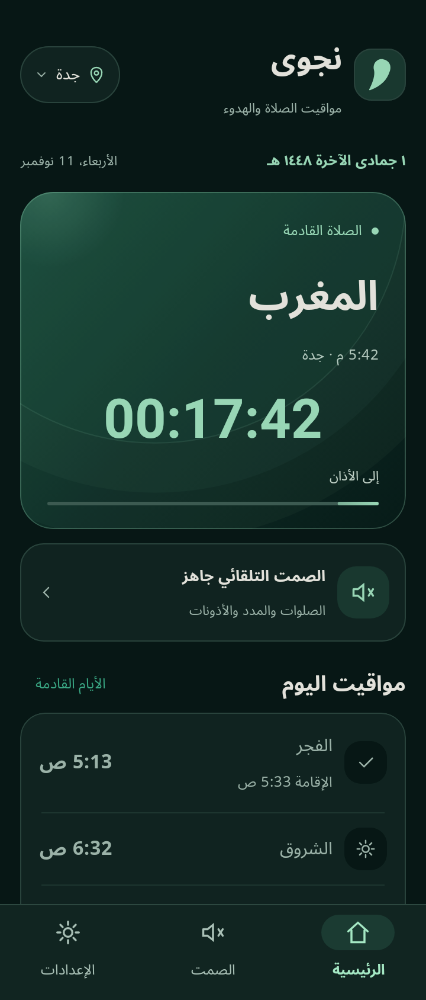 نجوى
مواقيت الصلاة والهدوء
جدة
١ جمادى الآخرة ١٤٤٨ هـ
الأربعاء، 11 نوفمبر
الصلاة القادمة
المغرب
5:42 م · جدة
00:17:42
إلى الأذان
الصمت التلقائي جاهز
الصلوات والمدد والأذونات
مواقيت اليوم
الأيام القادمة
الفجر
الإقامة 5:33 ص
5:13 ص
الشروق
6:32 ص
الرئيسية
الصمت
الإعدادات